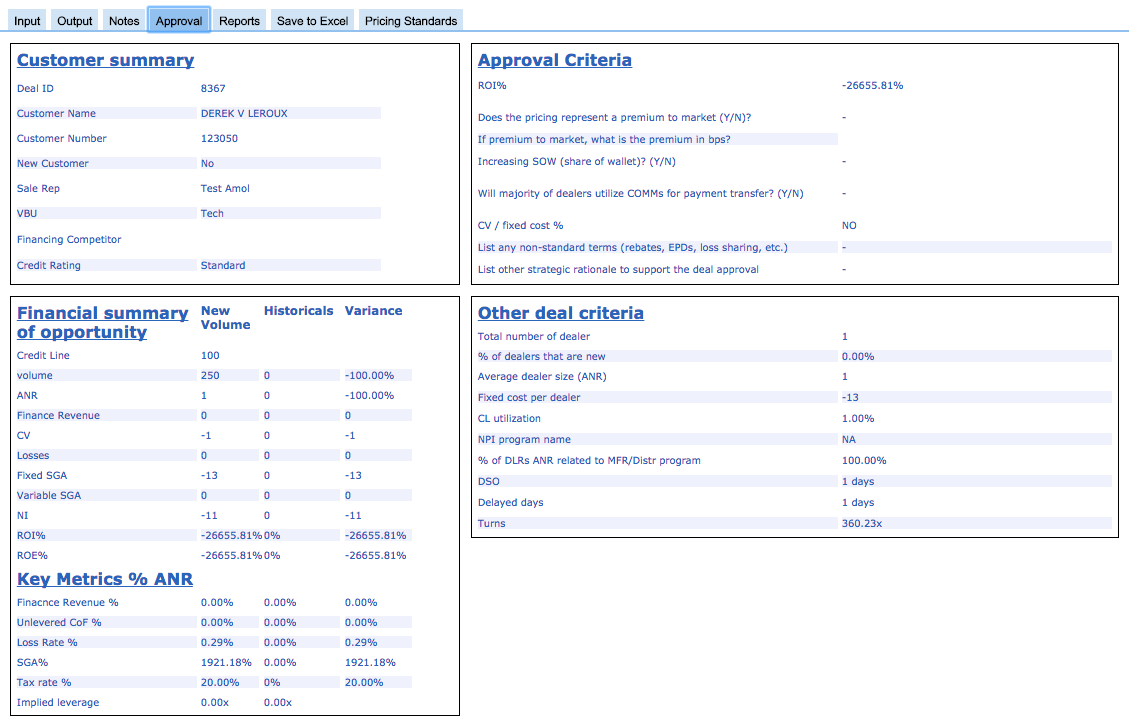 Input Output Notes Approval Reports Save to Excel Pricing Standards
Customer summary
Deal ID 8367
Customer Name DEREK V LEROUX
Customer Number 123050
New Customer No
Sale Rep Test Amol
VBU Tech
Financing Competitor
Credit Rating Standard
Approval Criteria
ROI% -26655.81%
Does the pricing represent a premium to market (Y/N)? -
If premium to market, what is the premium in bps?
Increasing SOW (share of wallet)? (Y/N) -
Will majority of dealers utilize COMMs for payment transfer? (Y/N) -
CV / fixed cost % NO
List any non-standard terms (rebates, EPDs, loss sharing, etc.) -
List other strategic rationale to support the deal approval -
Financial summary of opportunity New Volume Historicals Variance
Credit Line 100
volume 250 0 -100.00%
ANR 1 0 -100.00%
Finance Revenue 0 0 0
CV -1 0 -1
Losses 0 0 0
Fixed SGA -13 0 -13
Variable SGA 0 0 0
NI -11 0 -11
ROI% -26655.81% 0% -26655.81%
ROE% -26655.81% 0% -26655.81%
Key Metrics % ANR
Finacnce Revenue % 0.00% 0.00% 0.00%
Unlevered CoF % 0.00% 0.00% 0.00%
Loss Rate % 0.29% 0.00% 0.29%
SGA% 1921.18% 0.00% 1921.18%
Tax rate % 20.00% 0% 20.00%
Implied leverage 0.00x 0.00x
Other deal criteria
Total number of dealer 1
% of dealers that are new 0.00%
Average dealer size (ANR) 1
Fixed cost per dealer -13
CL utilization 1.00%
NPI program name NA
% of DLRs ANR related to MFR/Distr program 100.00%
DSO 1 days
Delayed days 1 days
Turns 360.23x